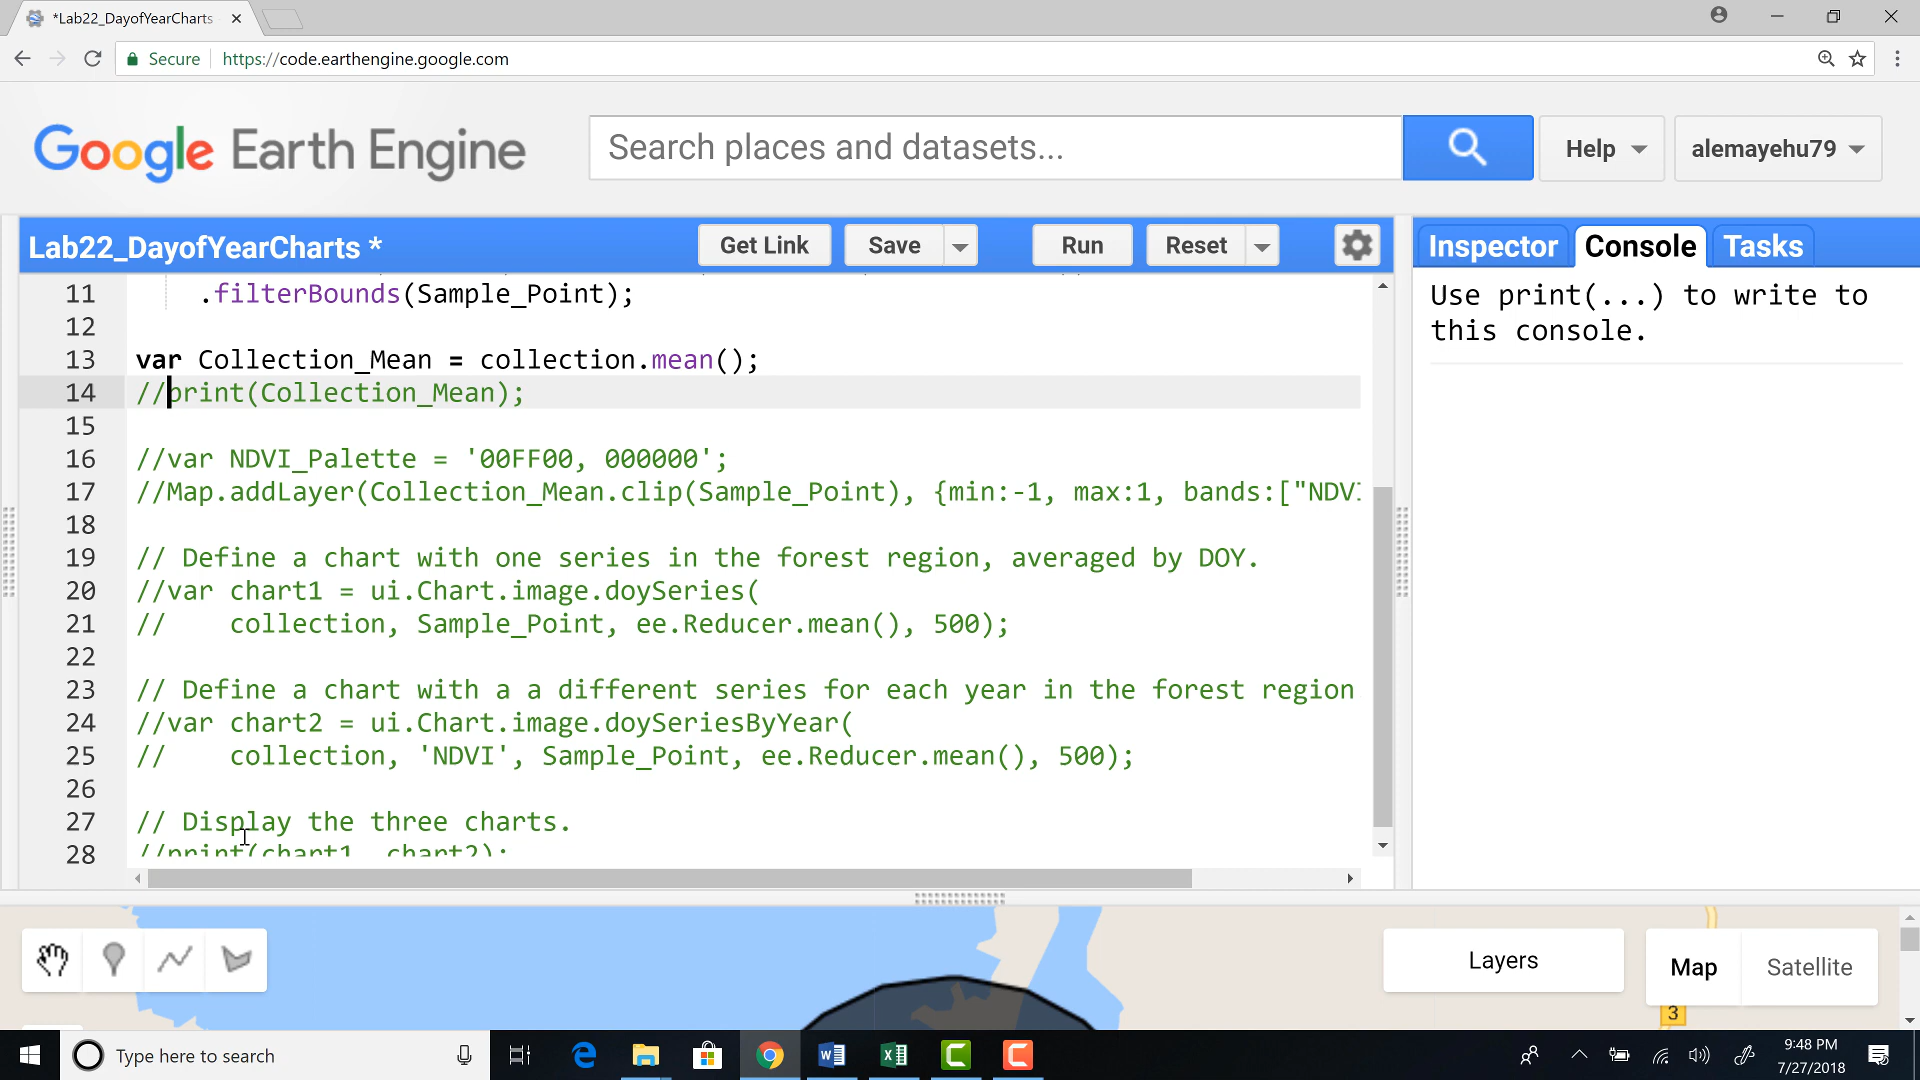 *Lab22_DayofYearCharts
Secure
https://code.earthengine.google.com
Google Earth Engine
Search places and datasets...
Help
alemayehu79
Lab22_DayofYearCharts *
Get Link
Save
Run
Reset
Inspector
Console
Tasks
11 .filterBounds(Sample_Point);
12
13 var Collection_Mean = collection.mean();
14 //print(Collection_Mean);
15
16 //var NDVI_Palette = '00FF00, 000000';
17 //Map.addLayer(Collection_Mean.clip(Sample_Point), {min:-1, max:1, bands:["NDVI
18
19 // Define a chart with one series in the forest region, averaged by DOY.
20 //var chart1 = ui.Chart.image.doySeries(
21 // collection, Sample_Point, ee.Reducer.mean(), 500);
22
23 // Define a chart with a a different series for each year in the forest region
24 //var chart2 = ui.Chart.image.doySeriesByYear(
25 // collection, 'NDVI', Sample_Point, ee.Reducer.mean(), 500);
26
27 // Display the three charts.
28 //print(chart1, chart2);
Use print(...) to write to
this console.
Layers
Map
Satellite
3
Type here to search
9:48 PM
7/27/2018